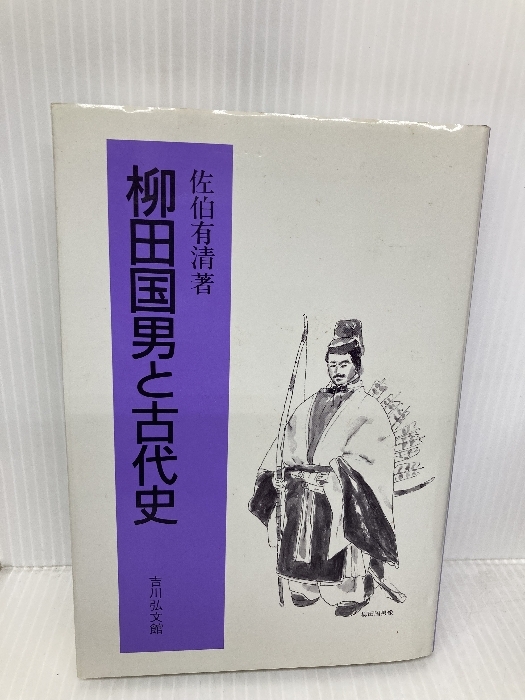 佐伯有清著
柳田国男と古代史
吉川弘文館